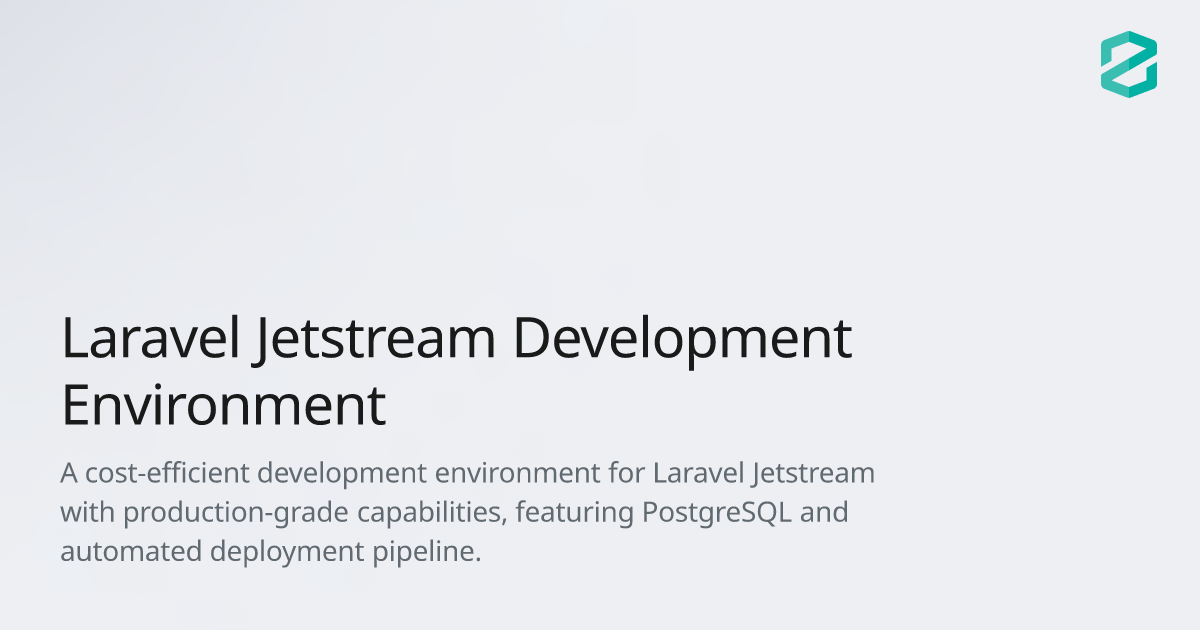 Laravel Jetstream Development
Environment
A cost-efficient development environment for Laravel Jetstream
with production-grade capabilities, featuring PostgreSQL and
automated deployment pipeline.